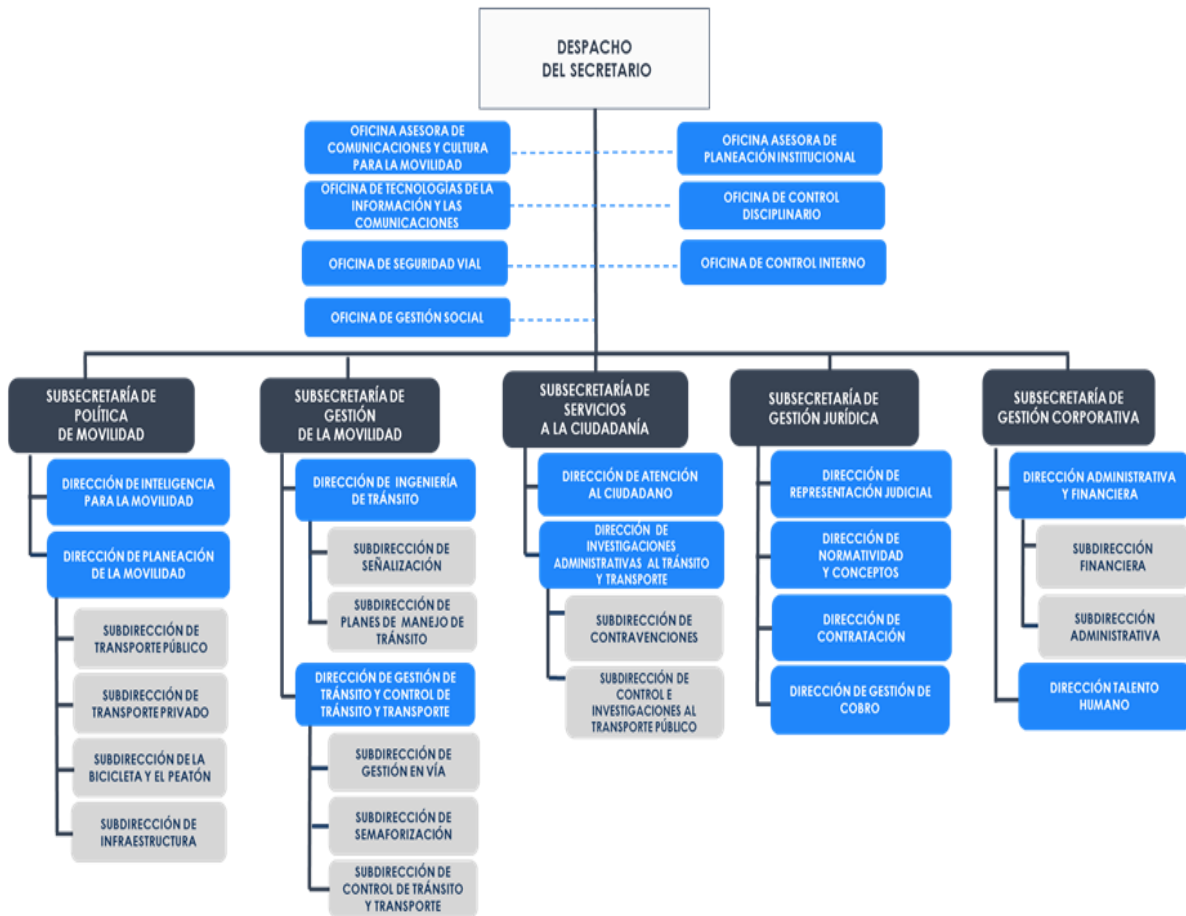 DESPACHO
DEL SECRETARIO
OFICINA ASESORA DE
COMUNICACIONES Y CULTURA
PARA LA MOVILIDAD
OFICINA ASESORA DE
PLANEACIÓN INSTITUCIONAL
OFICINA DE TECNOLOGÍAS DE LA
INFORMACIÓN Y LAS
COMUNICACIONES
OFICINA DE CONTROL
DISCIPLINARIO
OFICINA DE SEGURIDAD VIAL
OFICINA DE CONTROL INTERNO
OFICINA DE GESTIÓN SOCIAL
SUBSECRETARÍA DE
POLÍTICA
DE MOVILIDAD
DIRECCIÓN DE INTELIGENCIA
PARA LA MOVILIDAD
DIRECCIÓN DE PLANEACIÓN
DE LA MOVILIDAD
SUBDIRECCIÓN DE
TRANSPORTE PÚBLICO
SUBDIRECCIÓN DE
TRANSPORTE PRIVADO
SUBDIRECCIÓN DE LA
BICICLETA Y EL PEATÓN
SUBDIRECCIÓN DE
INFRAESTRUCTURA
SUBSECRETARÍA DE
GESTIÓN
DE LA MOVILIDAD
DIRECCIÓN DE INGENIERÍA
DE TRÁNSITO
SUBDIRECCIÓN DE
SEÑALIZACIÓN
SUBDIRECCIÓN DE
PLANES DE MANEJO DE
TRÁNSITO
DIRECCIÓN DE GESTIÓN DE
TRÁNSITO Y CONTROL DE
TRÁNSITO Y TRANSPORTE
SUBDIRECCIÓN DE
GESTIÓN EN VÍA
SUBDIRECCIÓN DE
SEMAFORIZACIÓN
SUBDIRECCIÓN DE
CONTROL DE TRÁNSITO
Y TRANSPORTE
SUBSECRETARÍA DE
SERVICIOS
A LA CIUDADANÍA
DIRECCIÓN DE ATENCIÓN
AL CIUDADANO
DIRECCIÓN DE
INVESTIGACIONES
ADMINISTRATIVAS AL TRÁNSITO
Y TRANSPORTE
SUBDIRECCIÓN DE
CONTRAVENCIONES
SUBDIRECCIÓN DE
CONTROL E
INVESTIGACIONES AL
TRANSPORTE PÚBLICO
SUBSECRETARÍA DE
GESTIÓN JURÍDICA
DIRECCIÓN DE
REPRESENTACIÓN JUDICIAL
DIRECCIÓN DE
NORMATIVIDAD
Y CONCEPTOS
DIRECCIÓN DE
CONTRATACIÓN
DIRECCIÓN DE GESTIÓN DE
COBRO
SUBSECRETARÍA DE
GESTIÓN CORPORATIVA
DIRECCIÓN ADMINISTRATIVA
Y FINANCIERA
SUBDIRECCIÓN
FINANCIERA
SUBDIRECCIÓN
ADMINISTRATIVA
DIRECCIÓN TALENTO
HUMANO